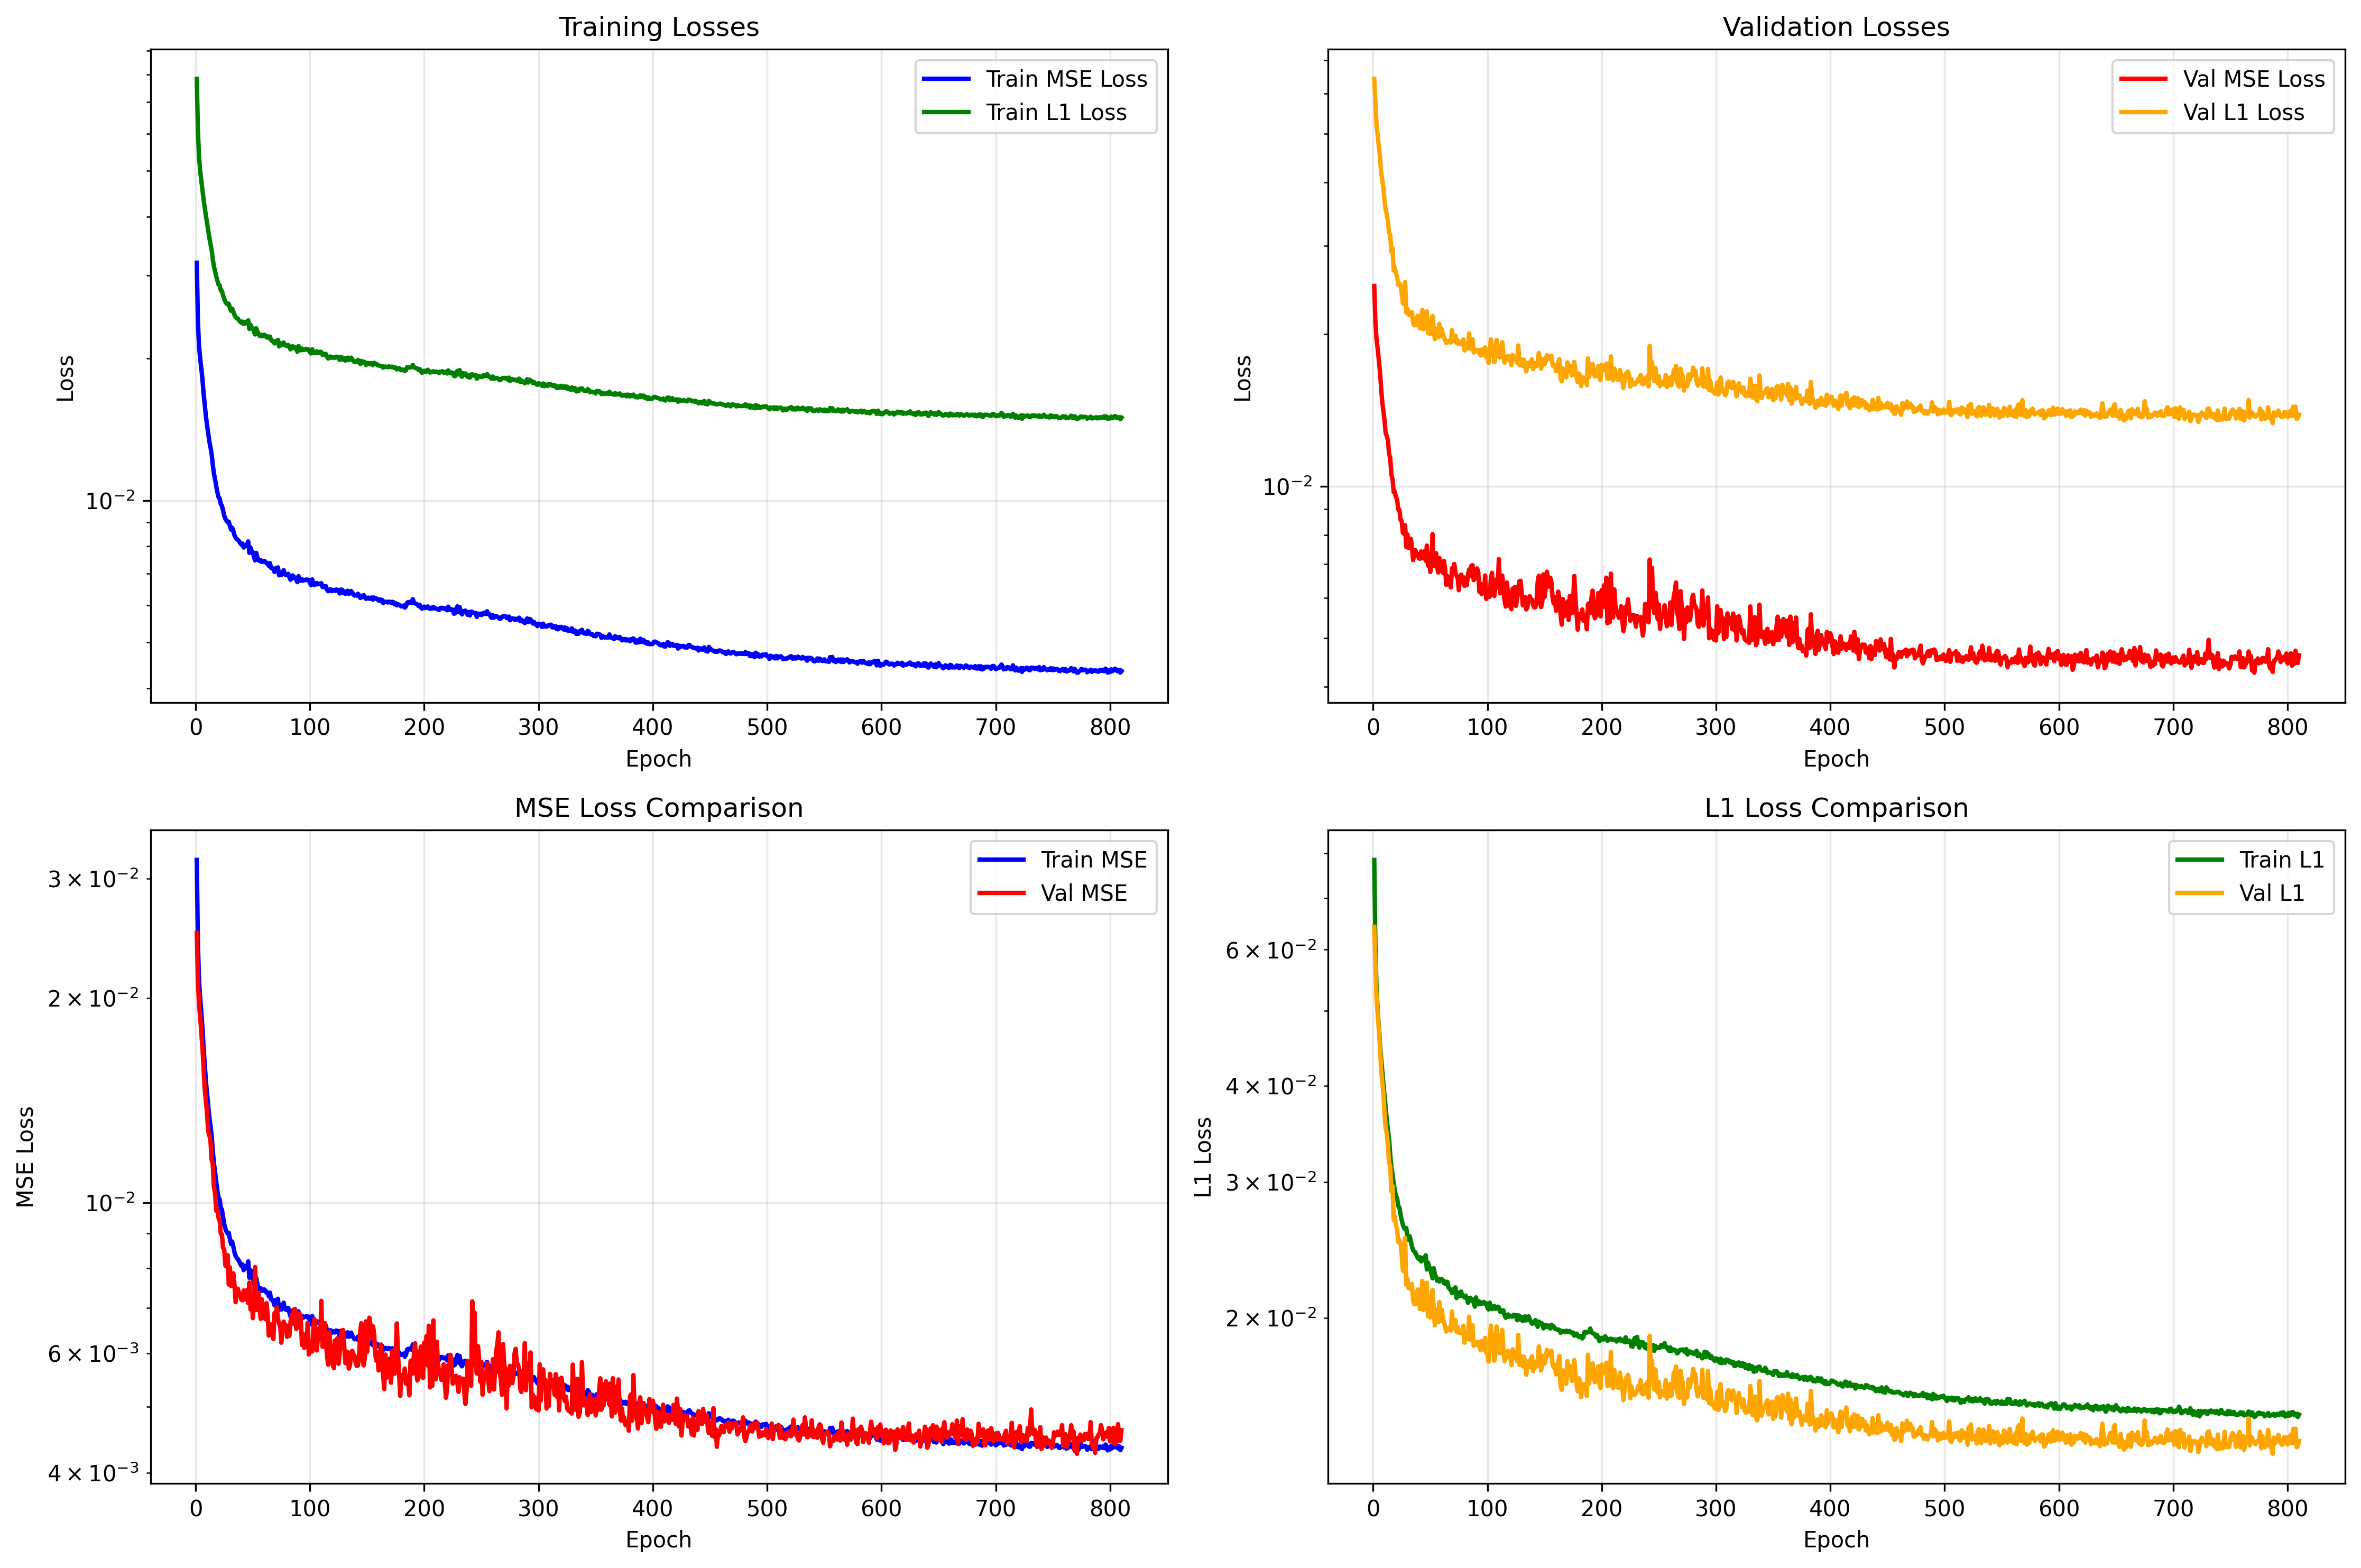 Training Losses
Train MSE Loss
Train L1 Loss
Loss
10⁻²
0 100 200 300 400 500 600 700 800
Epoch
Validation Losses
Val MSE Loss
Val L1 Loss
Loss
10⁻²
0 100 200 300 400 500 600 700 800
Epoch
MSE Loss Comparison
Train MSE
Val MSE
MSE Loss
3 × 10⁻²
2 × 10⁻²
10⁻²
6 × 10⁻³
4 × 10⁻³
0 100 200 300 400 500 600 700 800
Epoch
L1 Loss Comparison
Train L1
Val L1
L1 Loss
6 × 10⁻²
4 × 10⁻²
3 × 10⁻²
2 × 10⁻²
0 100 200 300 400 500 600 700 800
Epoch